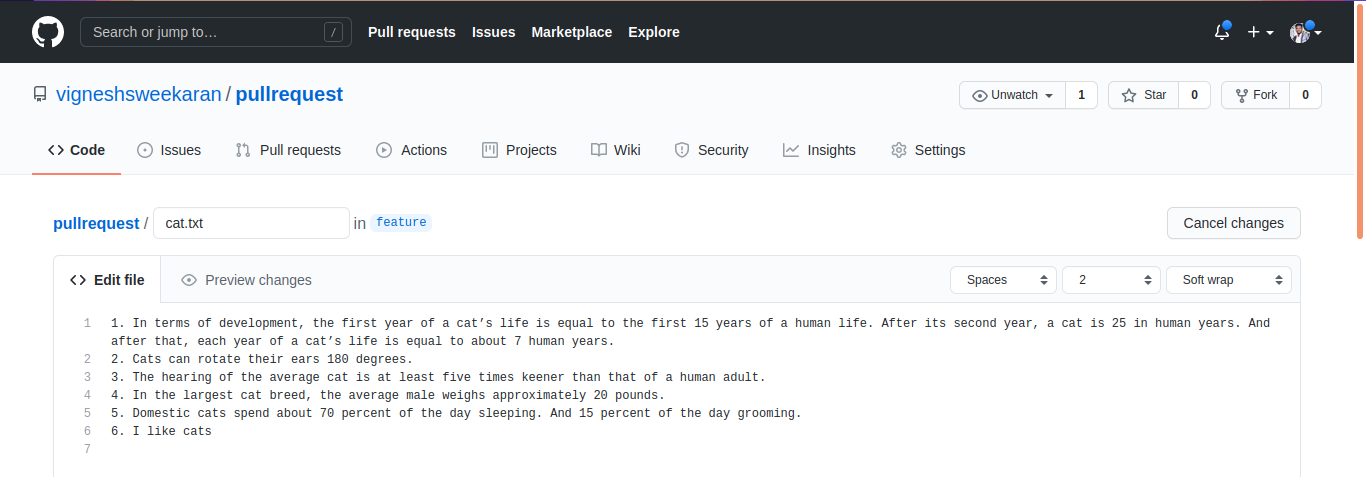 Search or jump to… /
Pull requests Issues Marketplace Explore
vigneshsweekaran / pullrequest
Unwatch 1 Star 0 Fork 0
Code Issues Pull requests Actions Projects Wiki Security Insights Settings
pullrequest / cat.txt in feature Cancel changes
Edit file Preview changes Spaces 2 Soft wrap
1 1. In terms of development, the first year of a cat’s life is equal to the first 15 years of a human life. After its second year, a cat is 25 in human years. And
after that, each year of a cat’s life is equal to about 7 human years.
2 2. Cats can rotate their ears 180 degrees.
3 3. The hearing of the average cat is at least five times keener than that of a human adult.
4 4. In the largest cat breed, the average male weighs approximately 20 pounds.
5 5. Domestic cats spend about 70 percent of the day sleeping. And 15 percent of the day grooming.
6 6. I like cats
7